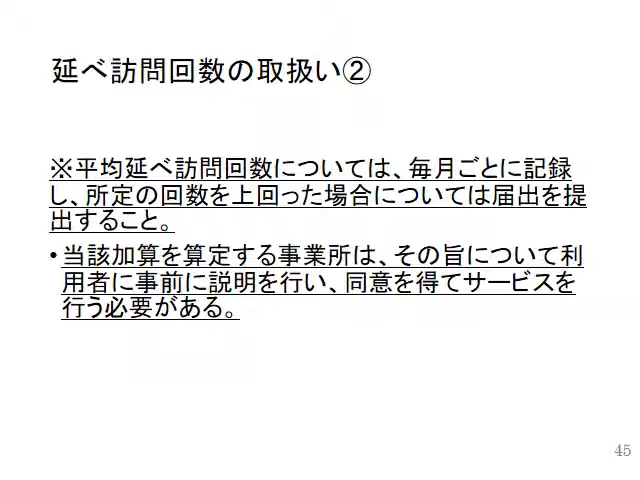 延べ訪問回数の取扱い②
※平均延べ訪問回数については、毎月ごとに記録
し、所定の回数を上回った場合については届出を提
出すること。
•当該加算を算定する事業所は、その旨について利
用者に事前に説明を行い、同意を得てサービスを
行う必要がある。
45